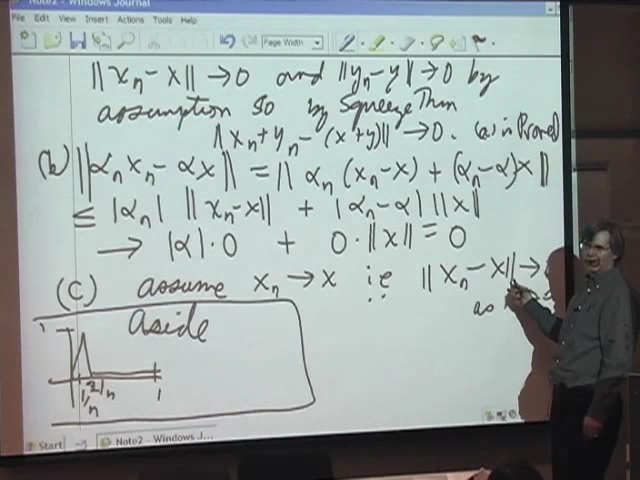 Note2 - Windows Journal
File Edit View Insert Actions Tools Help
Page Width
||xₙ - x|| → 0 and ||yₙ - y|| → 0 by
assumption so by Squeeze Thm
||xₙ + yₙ - (x+y)|| → 0. (a) is Proved
(b) ||αₙxₙ - αx|| = ||αₙ(xₙ - x) + (αₙ - α)x||
≤ |αₙ| ||xₙ - x|| + |αₙ - α| ||x||
→ |α|·0 + 0·||x|| = 0
(c) assume xₙ → x i.e. ||xₙ - x|| →
as
aside
1
1/n 2/n 1
Start
Note2 - Windows J...